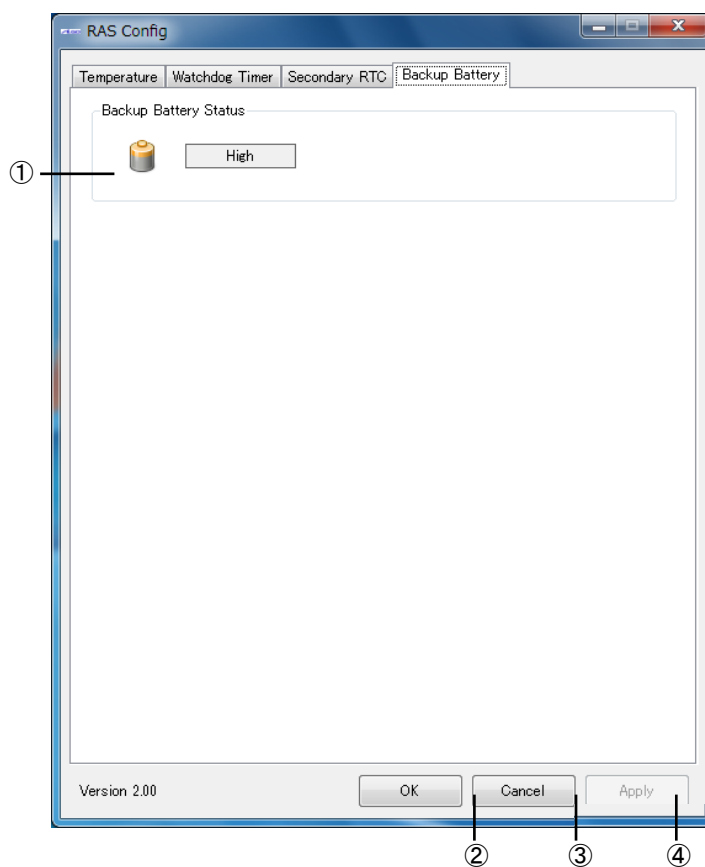 RAS Config
Temperature Watchdog Timer Secondary RTC Backup Battery
Backup Battery Status
High
①
Version 2.00 OK Cancel Apply
② ③ ④